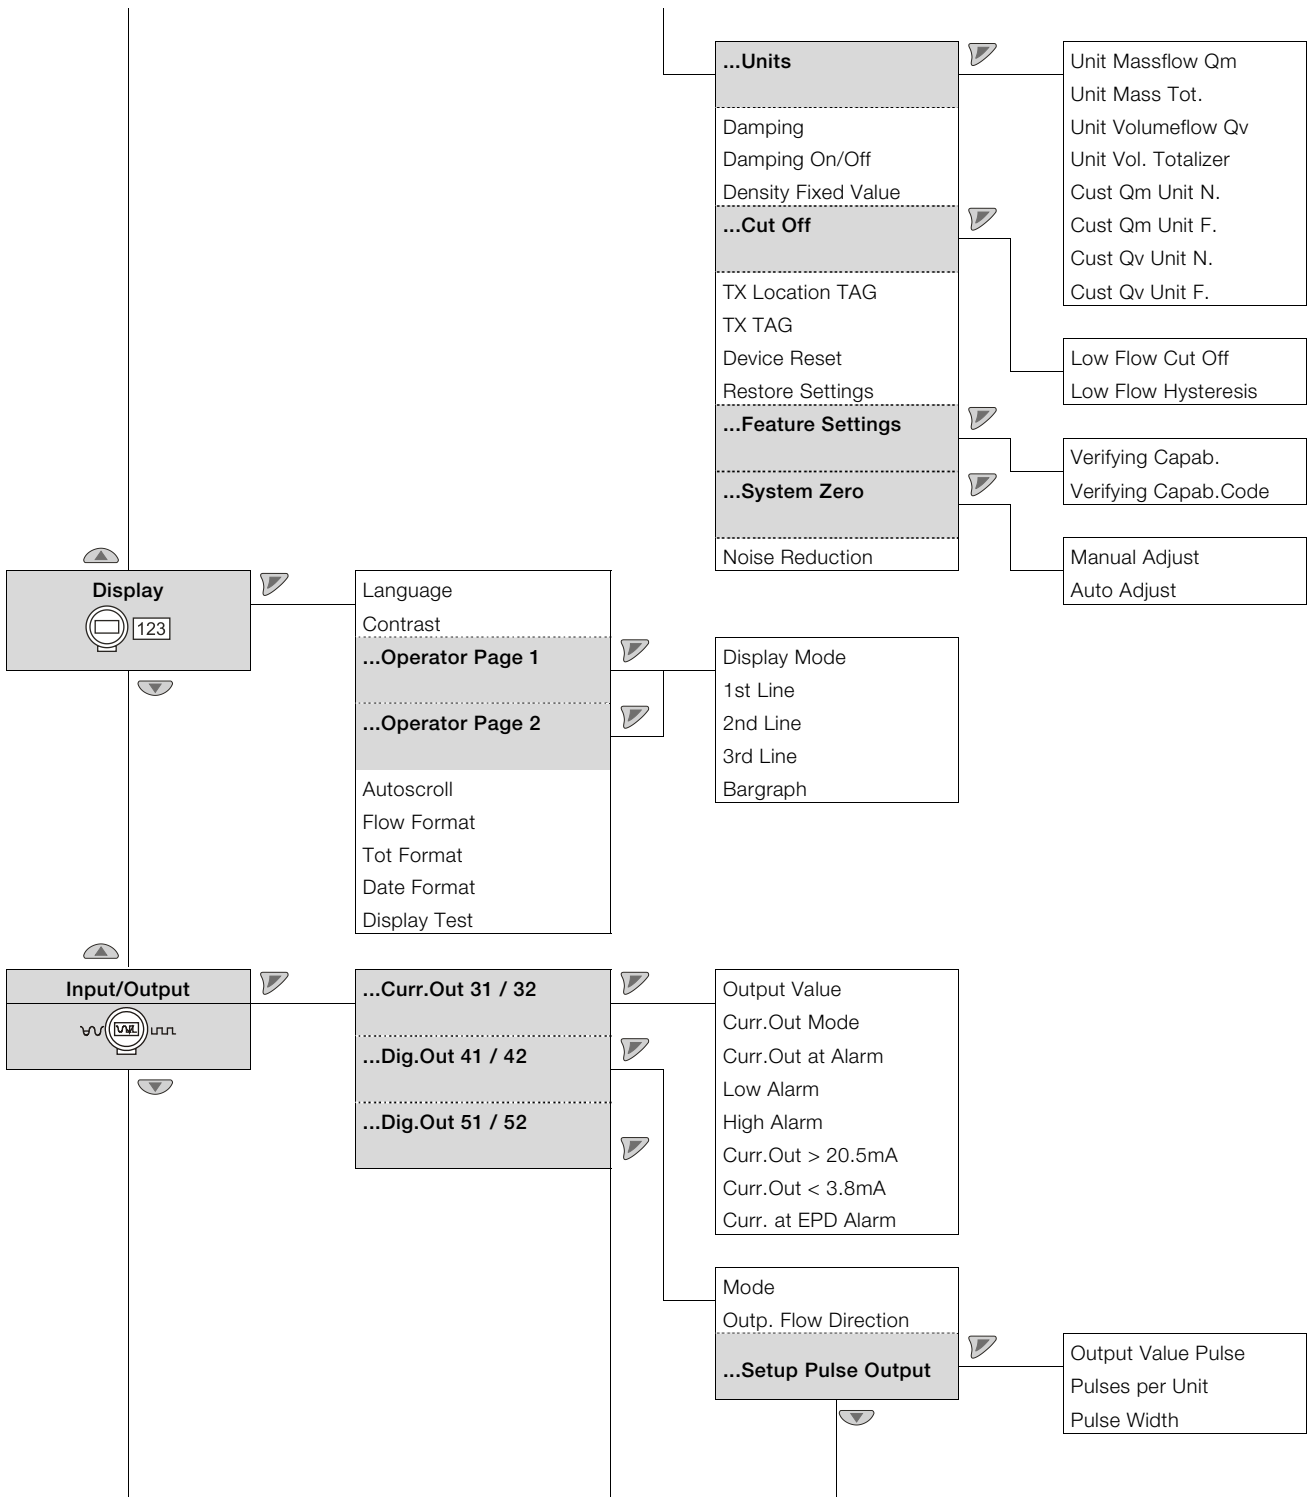 ...Units
Damping
Damping On/Off
Density Fixed Value
...Cut Off
TX Location TAG
TX TAG
Device Reset
Restore Settings
...Feature Settings
...System Zero
Noise Reduction
Unit Massflow Qm
Unit Mass Tot.
Unit Volumeflow Qv
Unit Vol. Totalizer
Cust Qm Unit N.
Cust Qm Unit F.
Cust Qv Unit N.
Cust Qv Unit F.
Low Flow Cut Off
Low Flow Hysteresis
Verifying Capab.
Verifying Capab.Code
Manual Adjust
Auto Adjust
Display
123
Language
Contrast
...Operator Page 1
...Operator Page 2
Autoscroll
Flow Format
Tot Format
Date Format
Display Test
Display Mode
1st Line
2nd Line
3rd Line
Bargraph
Input/Output
...Curr.Out 31 / 32
...Dig.Out 41 / 42
...Dig.Out 51 / 52
Output Value
Curr.Out Mode
Curr.Out at Alarm
Low Alarm
High Alarm
Curr.Out > 20.5mA
Curr.Out < 3.8mA
Curr. at EPD Alarm
Mode
Outp. Flow Direction
...Setup Pulse Output
Output Value Pulse
Pulses per Unit
Pulse Width